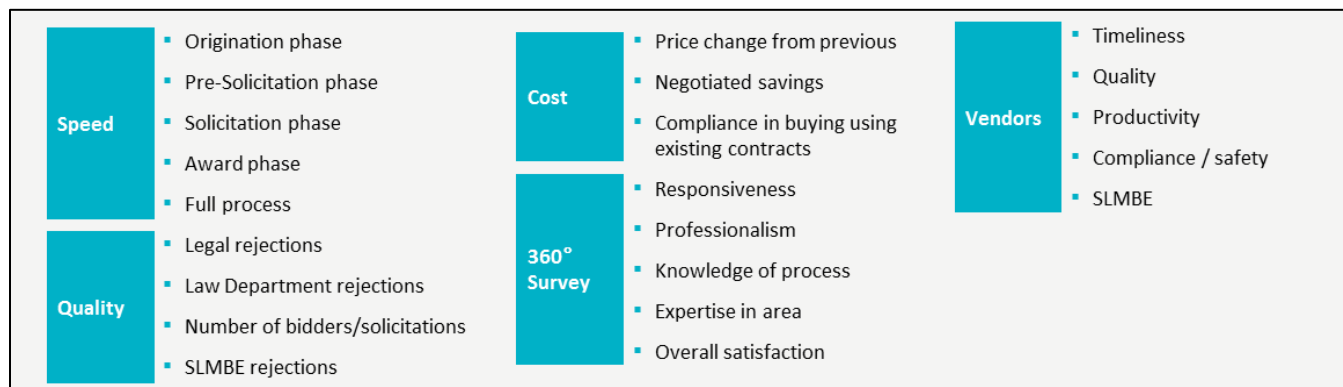 Speed
Origination phase
Pre-Solicitation phase
Solicitation phase
Award phase
Full process
Quality
Legal rejections
Law Department rejections
Number of bidders/solicitations
SLMBE rejections
Cost
Price change from previous
Negotiated savings
Compliance in buying using
existing contracts
360°
Survey
Responsiveness
Professionalism
Knowledge of process
Expertise in area
Overall satisfaction
Vendors
Timeliness
Quality
Productivity
Compliance / safety
SLMBE